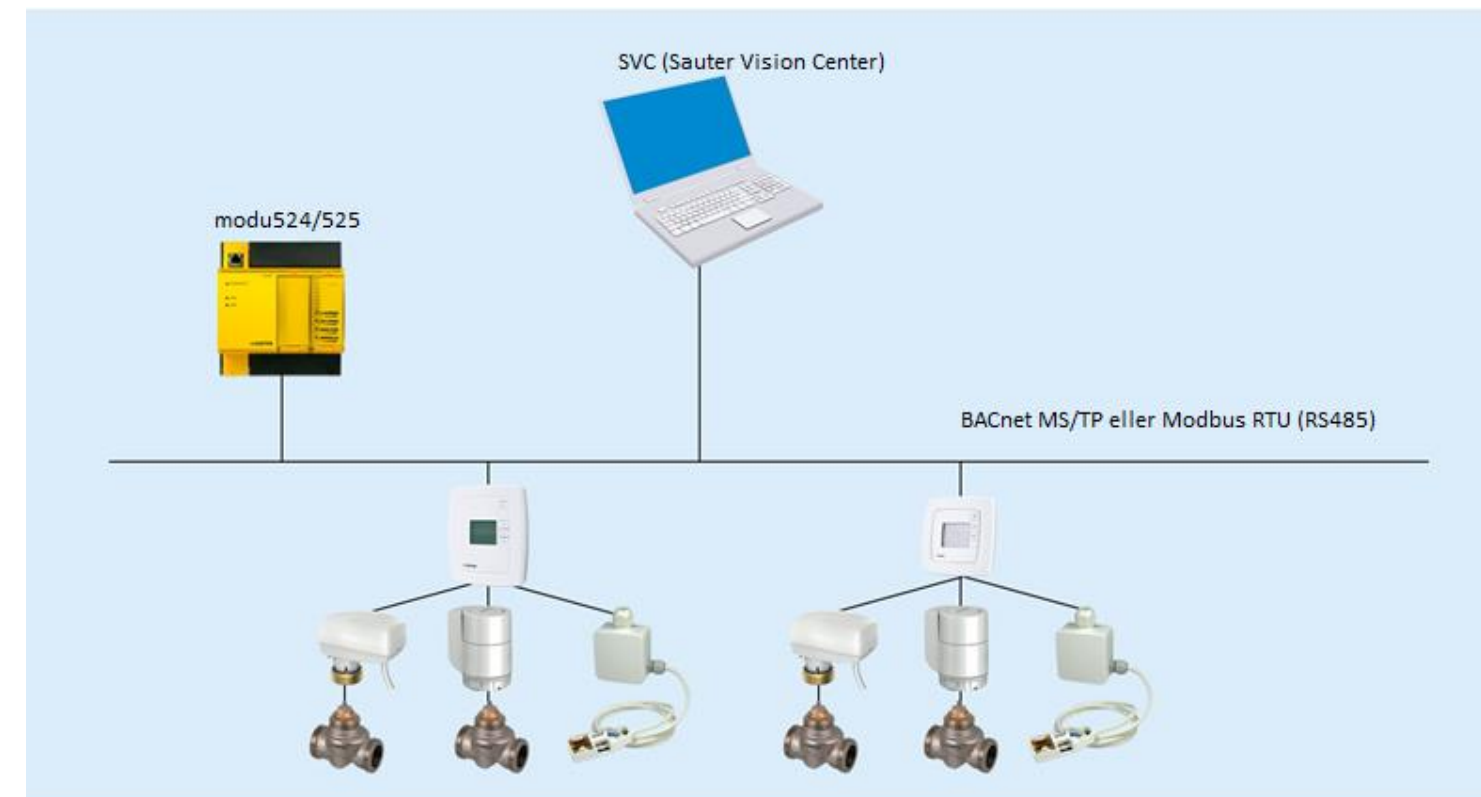 SVC (Sauter Vision Center)
modu524/525
BACnet MS/TP eller Modbus RTU (RS485)